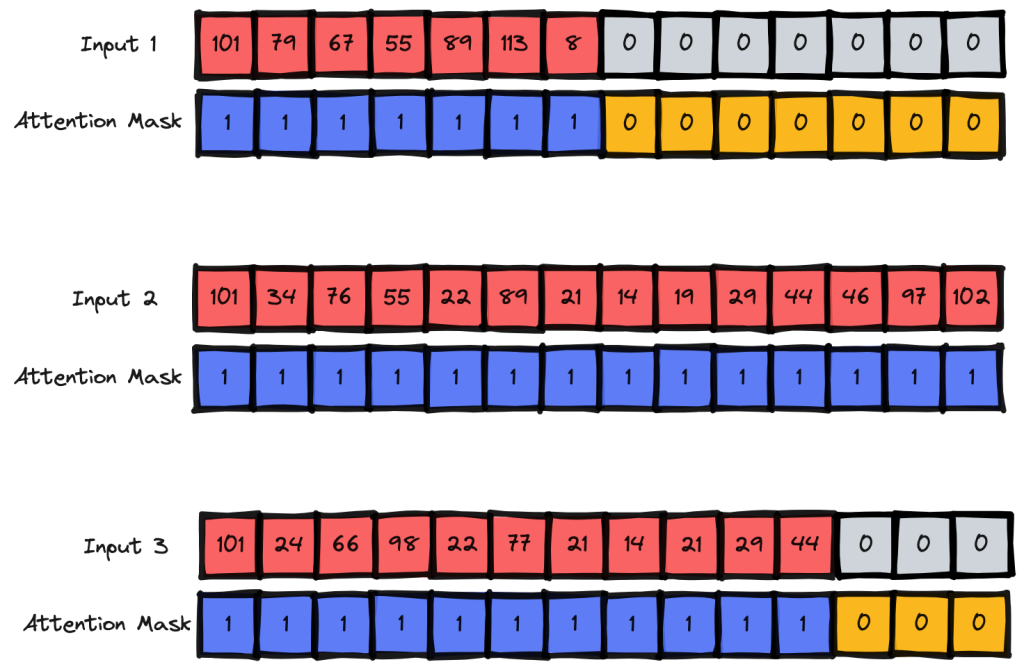 Input 1 101 79 67 55 89 113 8 0 0 0 0 0 0 0
Attention Mask 1 1 1 1 1 1 1 0 0 0 0 0 0 0
Input 2 101 34 76 55 22 89 21 14 19 29 44 46 97 102
Attention Mask 1 1 1 1 1 1 1 1 1 1 1 1 1 1
Input 3 101 24 66 98 22 77 21 14 21 29 44 0 0 0
Attention Mask 1 1 1 1 1 1 1 1 1 1 1 0 0 0